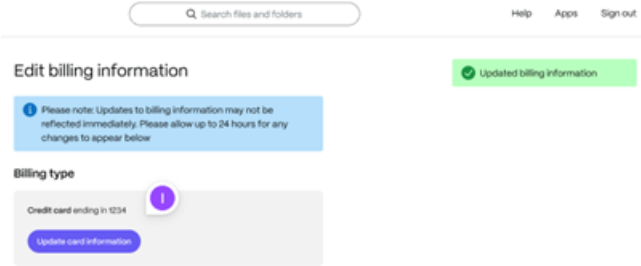 Search files and folders
Help Apps Sign out
Edit billing information
Updated billing information
Please note: Updates to billing information may not be
reflected immediately. Please allow up to 24 hours for any
changes to appear below
Billing type
Credit card ending in 1234
I
Update card information